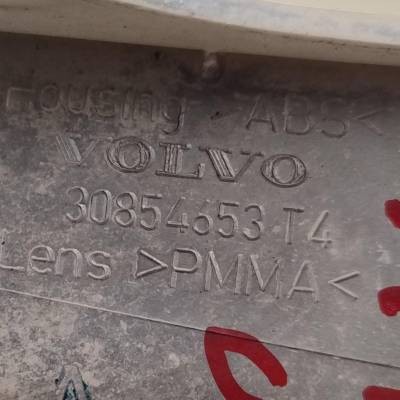 Housing >ABS<
VOLVO
30854653 T4
Lens >PMMA<